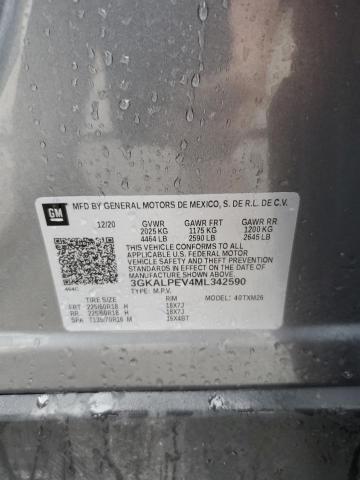 GM
MFD BY GENERAL MOTORS DE MEXICO, S. DE R.L. DE C.V.
12/20 GVWR GAWR FRT GAWR RR
2025 KG 1175 KG 1200 KG
4464 LB 2590 LB 2645 LB
THIS VEHICLE CONFORMS TO ALL
APPLICABLE U.S. FEDERAL MOTOR
VEHICLE SAFETY AND THEFT PREVENTION
STANDARDS IN EFFECT ON THE DATE OF
MANUFACTURE SHOWN ABOVE.
3GKALPEV4ML342590
TYPE: M.P.V. MODEL: 49TXM26
TIRE SIZE RIM
FRT 225/60R18 H 18X7J
RR 225/60R18 H 18X7J
SPA T135/70R16 M 16X4BT